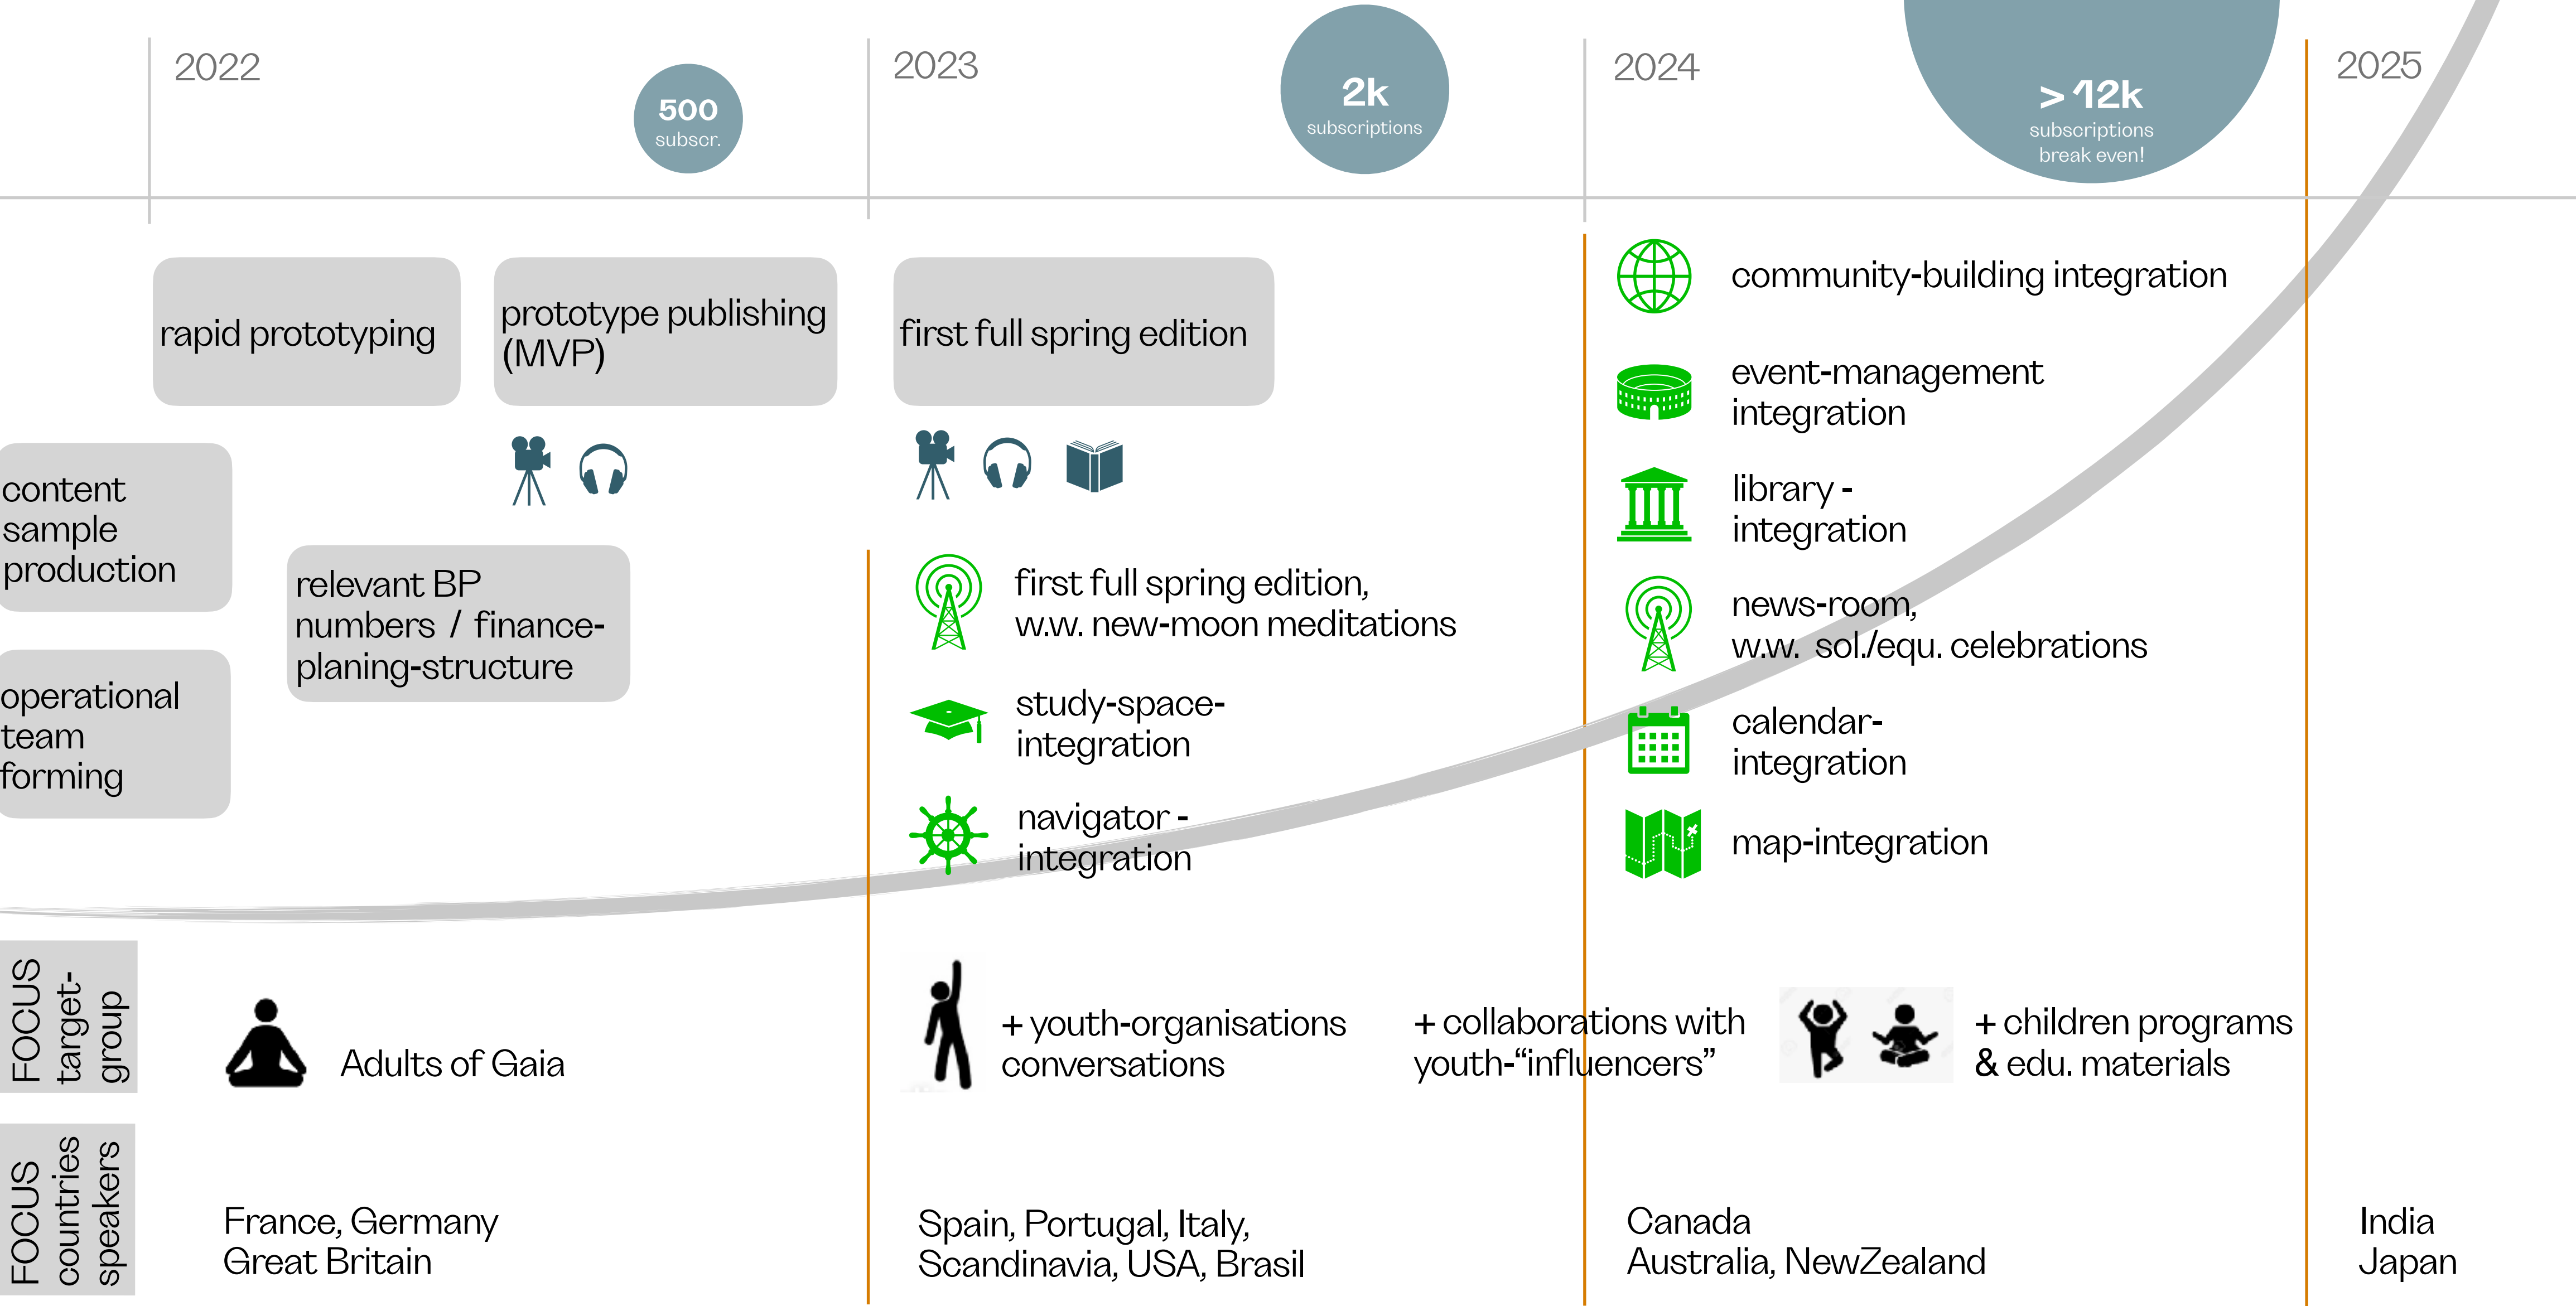 2022
500
subscr.
2023
2k
subscriptions
2024
> 12k
subscriptions
break even!
2025
rapid prototyping
prototype publishing
(MVP)
first full spring edition
content
sample
production
operational
team
forming
relevant BP
numbers / finance-
planing-structure
first full spring edition,
w.w. new-moon meditations
study-space-
integration
navigator -
integration
community-building integration
event-management
integration
library -
integration
news-room,
w.w. sol./equ. celebrations
calendar-
integration
map-integration
FOCUS
target-
group
Adults of Gaia
+ youth-organisations
conversations
+ collaborations with
youth-“influencers”
+ children programs
& edu. materials
FOCUS
countries
speakers
France, Germany
Great Britain
Spain, Portugal, Italy,
Scandinavia, USA, Brasil
Canada
Australia, NewZealand
India
Japan